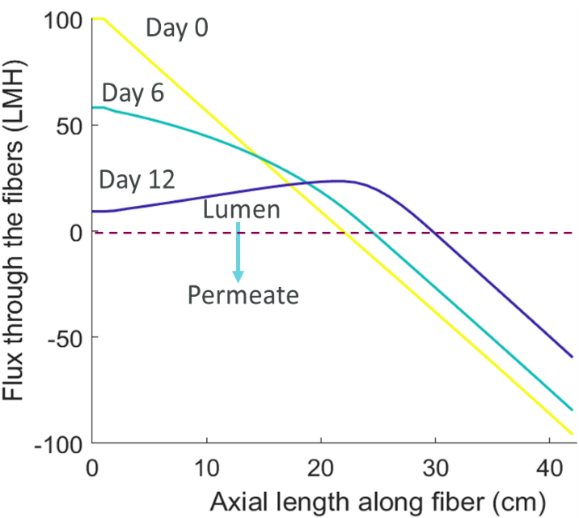 100
Day 0
Day 6
50
Day 12
Lumen
0
Permeate
-50
-100
0 10 20 30 40
Axial length along fiber (cm)
Flux through the fibers (LMH)